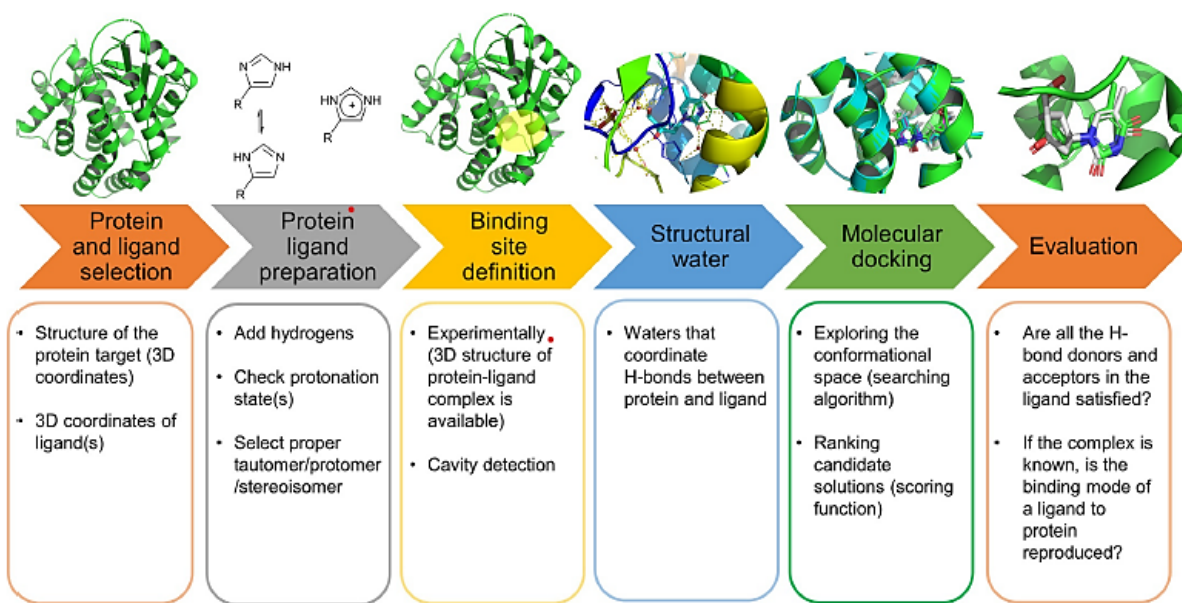 N
NH
R
HN
N
R
HN
NH
+
R
Protein
and ligand
selection
Protein
ligand
preparation
Binding
site
definition
Structural
water
Molecular
docking
Evaluation
• Structure of the
protein target (3D
coordinates)
• 3D coordinates of
ligand(s)
• Add hydrogens
• Check protonation
state(s)
• Select proper
tautomer/protomer
/stereoisomer
• Experimentally
(3D structure of
protein-ligand
complex is
available)
• Cavity detection
• Waters that
coordinate
H-bonds between
protein and ligand
• Exploring the
conformational
space (searching
algorithm)
• Ranking
candidate
solutions (scoring
function)
• Are all the H-
bond donors and
acceptors in the
ligand satisfied?
• If the complex is
known, is the
binding mode of
a ligand to
protein
reproduced?